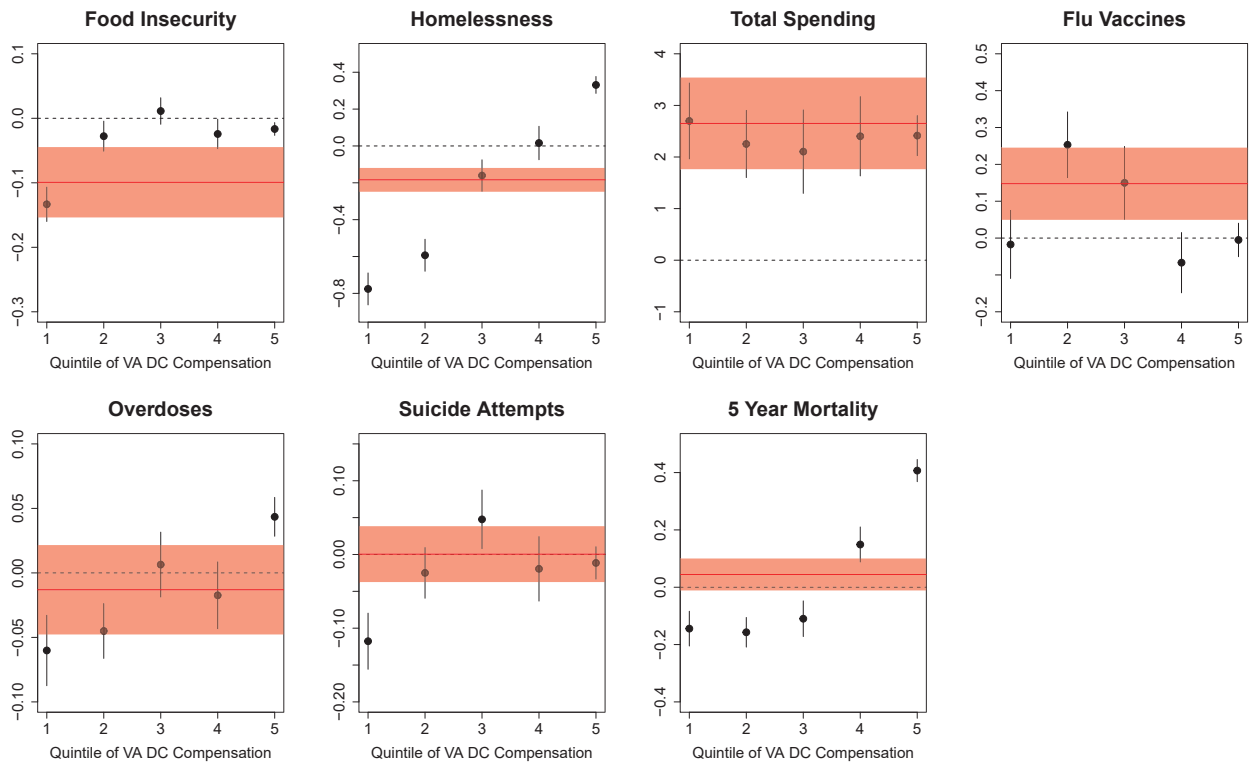 Food Insecurity
0.1
0.0
−0.1
−0.2
−0.3
1 2 3 4 5
Quintile of VA DC Compensation
Homelessness
0.4
0.2
0.0
−0.4
−0.8
1 2 3 4 5
Quintile of VA DC Compensation
Total Spending
4
3
2
1
0
−1
1 2 3 4 5
Quintile of VA DC Compensation
Flu Vaccines
0.5
0.4
0.3
0.2
0.1
0.0
−0.2
1 2 3 4 5
Quintile of VA DC Compensation
Overdoses
0.10
0.05
0.00
−0.05
−0.10
1 2 3 4 5
Quintile of VA DC Compensation
Suicide Attempts
0.10
0.00
−0.10
−0.20
1 2 3 4 5
Quintile of VA DC Compensation
5 Year Mortality
0.4
0.2
0.0
−0.2
−0.4
1 2 3 4 5
Quintile of VA DC Compensation